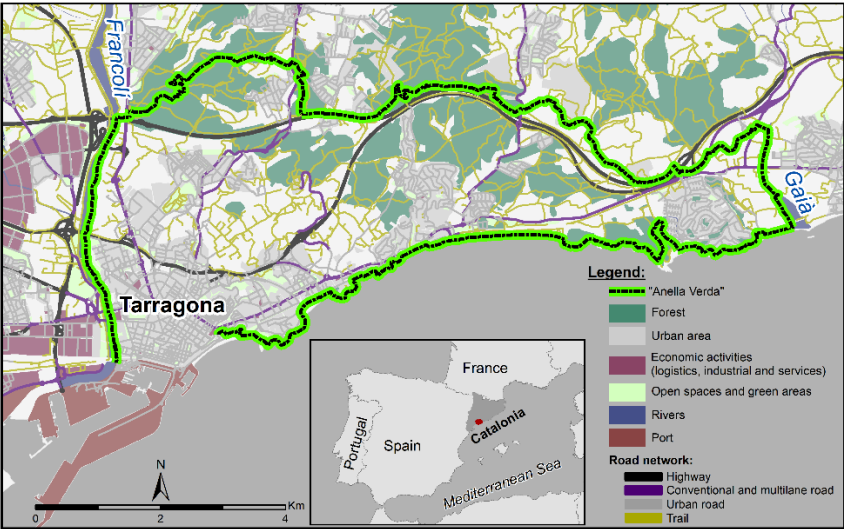 Francolí
Gaià
Tarragona
Legend:
"Anella Verda"
Forest
Urban area
Economic activities
(logistics, industrial and services)
Open spaces and green areas
Rivers
Port
Road network:
Highway
Conventional and multilane road
Urban road
Trail
France
Portugal
Spain
Catalonia
Mediterranean Sea
N
0 2 4
Km